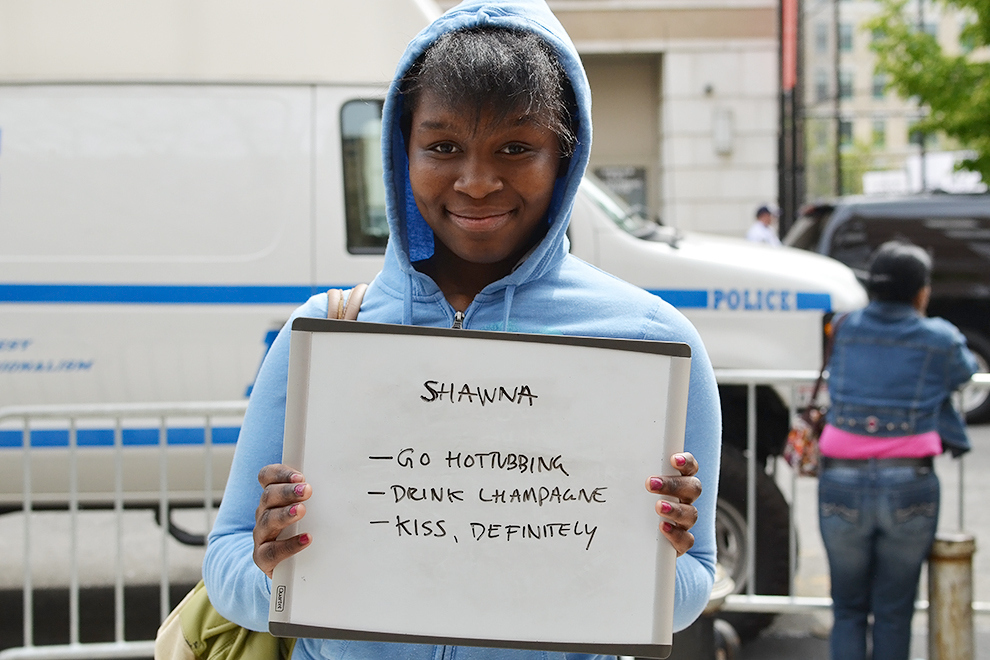 POLICE
SHAWNA
– GO HOTTUBBING
– DRINK CHAMPAGNE
– KISS, DEFINITELY
Quartet